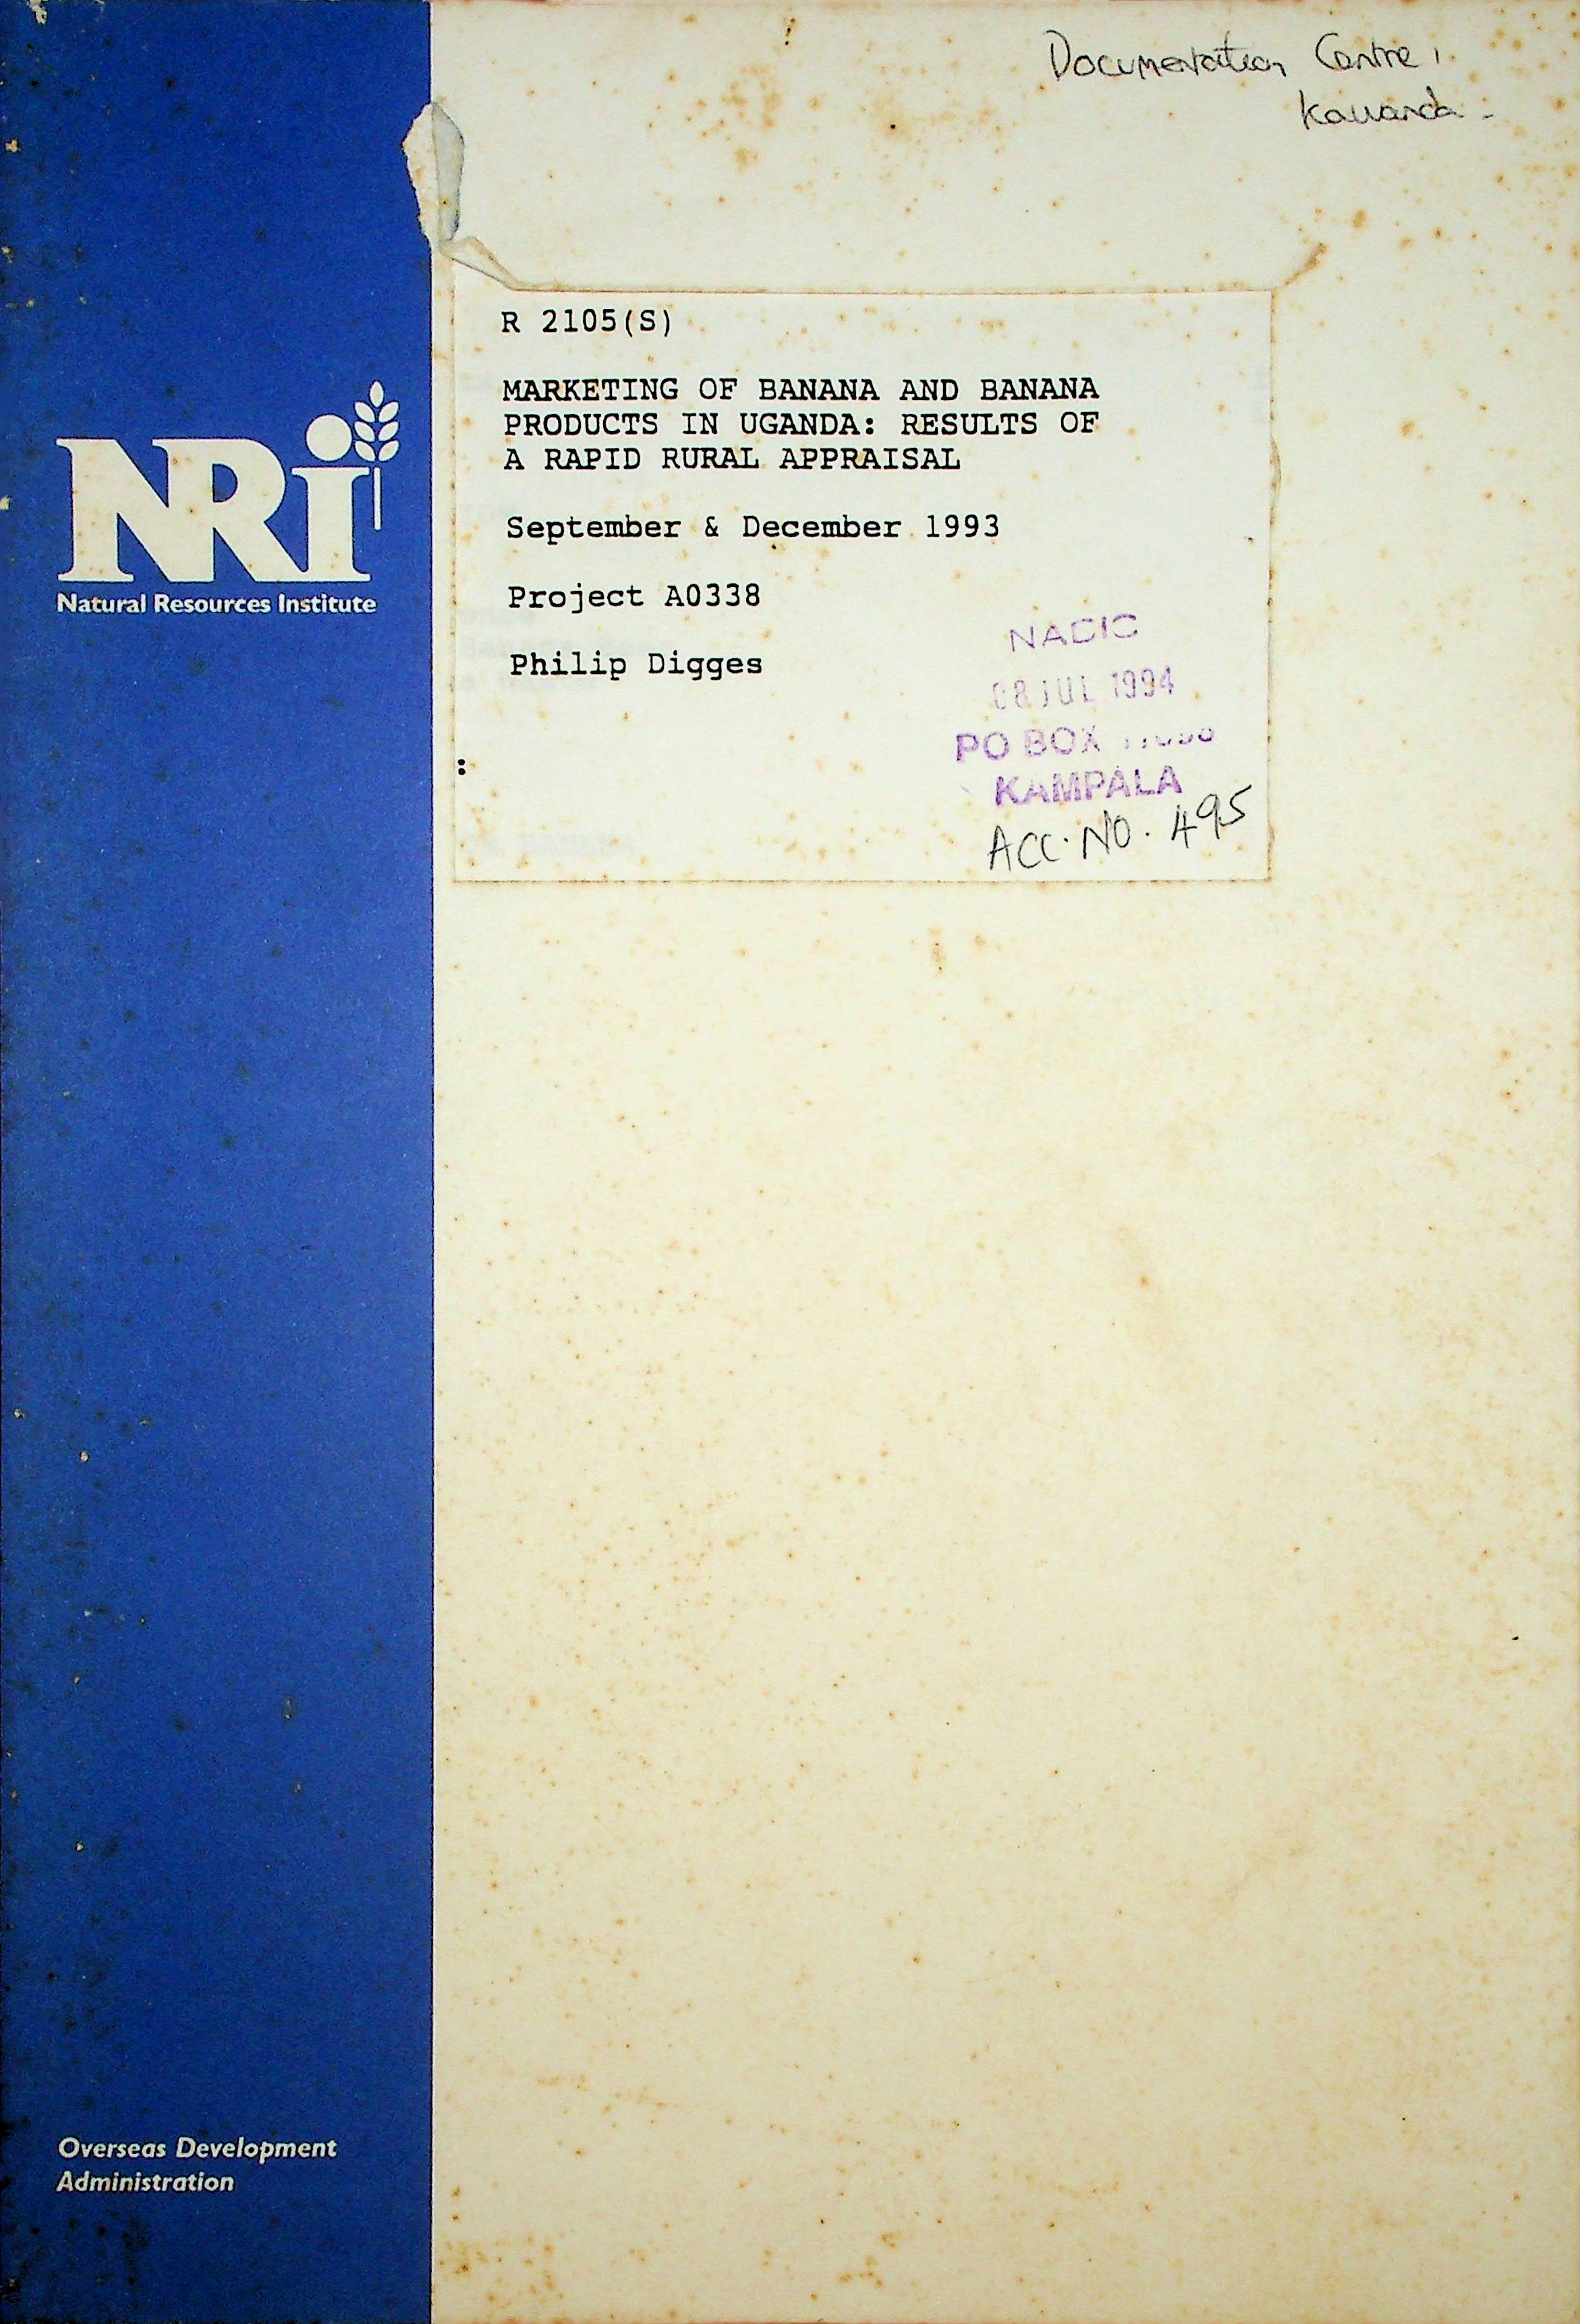 Documentation Centre,
Kawanda -
R 2105(S)
MARKETING OF BANANA AND BANANA
PRODUCTS IN UGANDA: RESULTS OF
A RAPID RURAL APPRAISAL
September & December 1993
Project A0338
Philip Digges
NACIC
08 JUL 1994
PO BOX
KAMPALA
ACC. NO. 495
NRI
Natural Resources Institute
Overseas Development
Administration